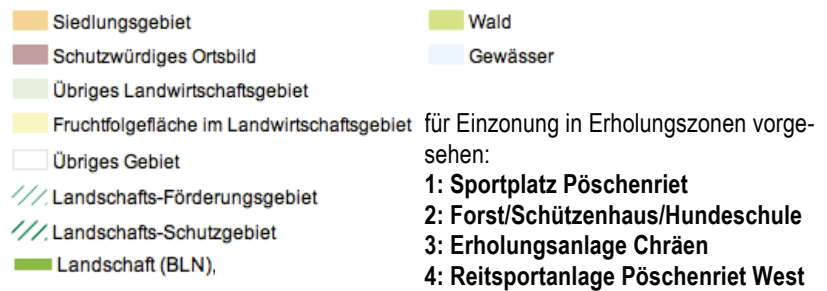 Siedlungsgebiet
Schutzwürdiges Ortsbild
Übriges Landwirtschaftsgebiet
Fruchtfolgefläche im Landwirtschaftsgebiet
Übriges Gebiet
Landschafts-Förderungsgebiet
Landschafts-Schutzgebiet
Landschaft (BLN),
Wald
Gewässer
für Einzonung in Erholungszonen vorge-
sehen:
1: Sportplatz Pöschenriet
2: Forst/Schützenhaus/Hundeschule
3: Erholungsanlage Chräen
4: Reitsportanlage Pöschenriet West